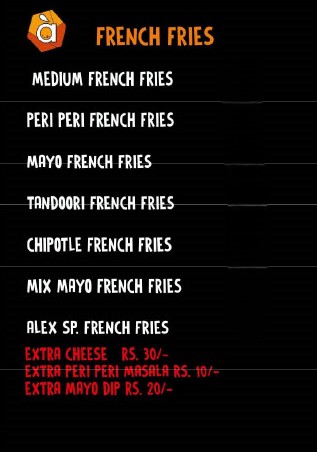 à
FRENCH FRIES
MEDIUM FRENCH FRIES
PERI PERI FRENCH FRIES
MAYO FRENCH FRIES
TANDOORI FRENCH FRIES
CHIPOTLE FRENCH FRIES
MIX MAYO FRENCH FRIES
ALEX SP. FRENCH FRIES
EXTRA CHEESE RS. 30/-
EXTRA PERI PERI MASALA RS. 10/-
EXTRA MAYO DIP RS. 20/-